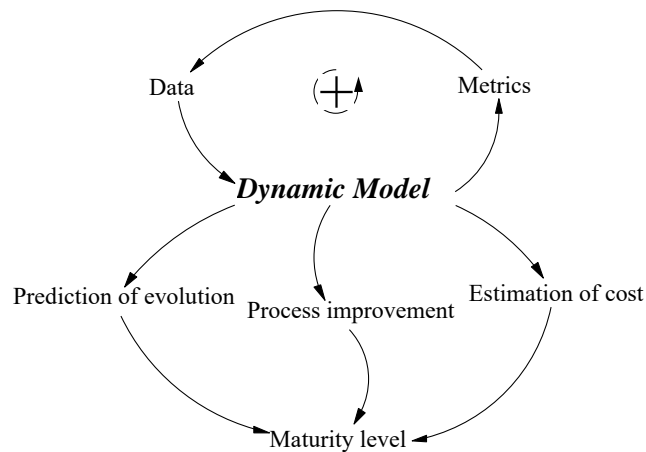 Data
Metrics
Dynamic Model
Prediction of evolution
Process improvement
Estimation of cost
Maturity level